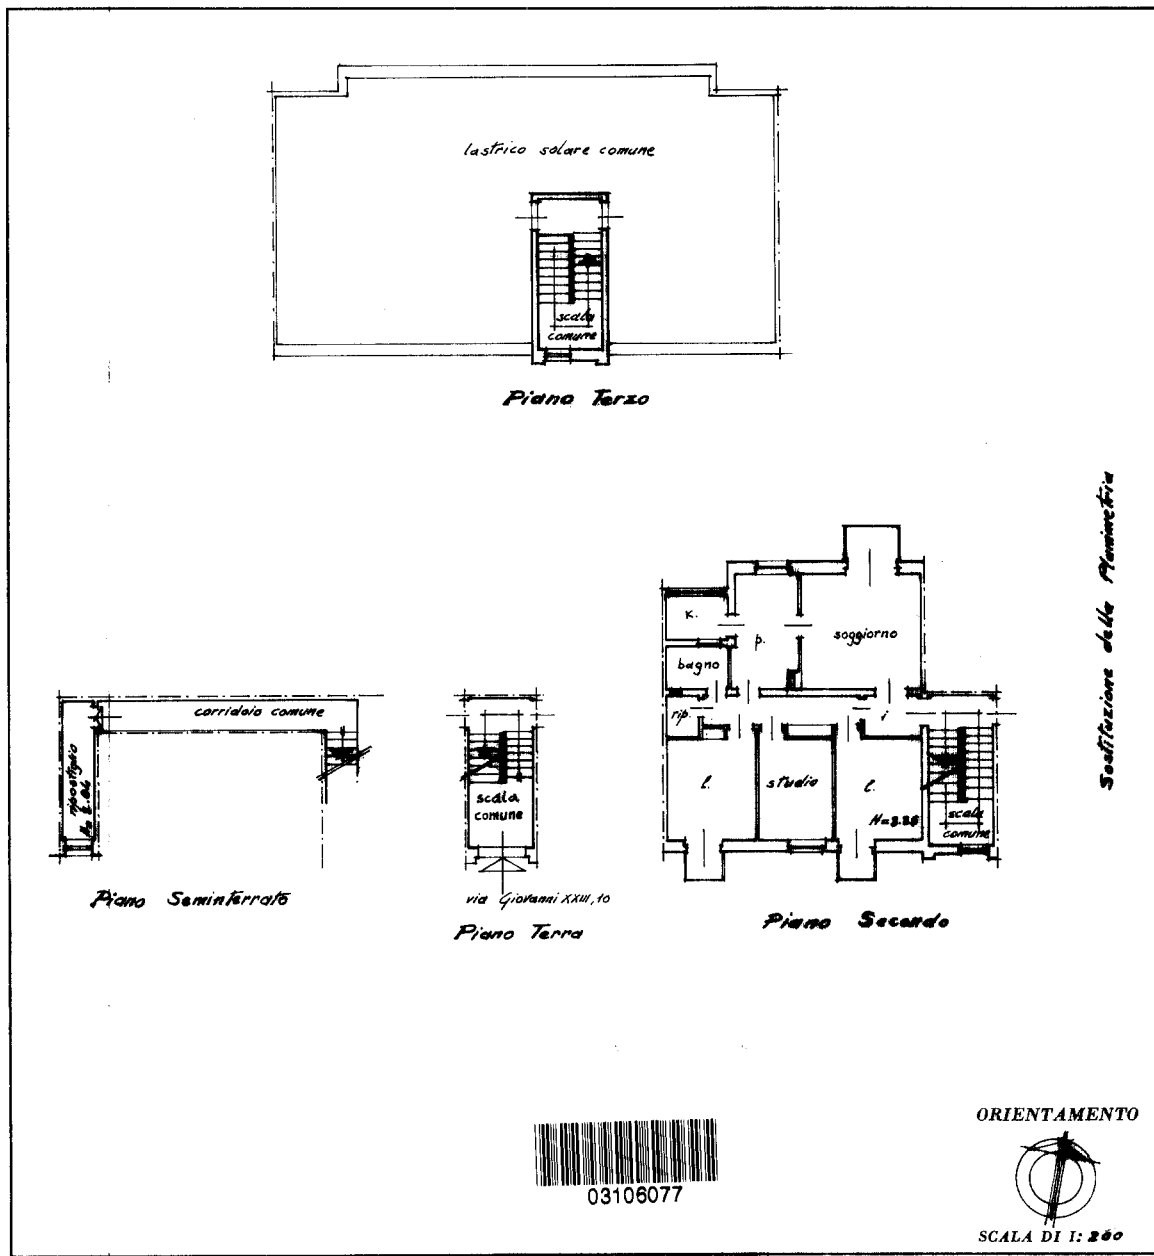 lastrico solare comune
scala
comune
Piano Terzo
Sostituzione della Planimetria
K.
p.
soggiorno
bagno
rip.
i
l.
studio
l.
H=3.25
scala
comune
Piano Secondo
corridoio comune
ripostiglio
Piano Seminterrato
scala
comune
via Giovanni XXIII, 10
Piano Terra
03106077
ORIENTAMENTO
SCALA DI 1: 200